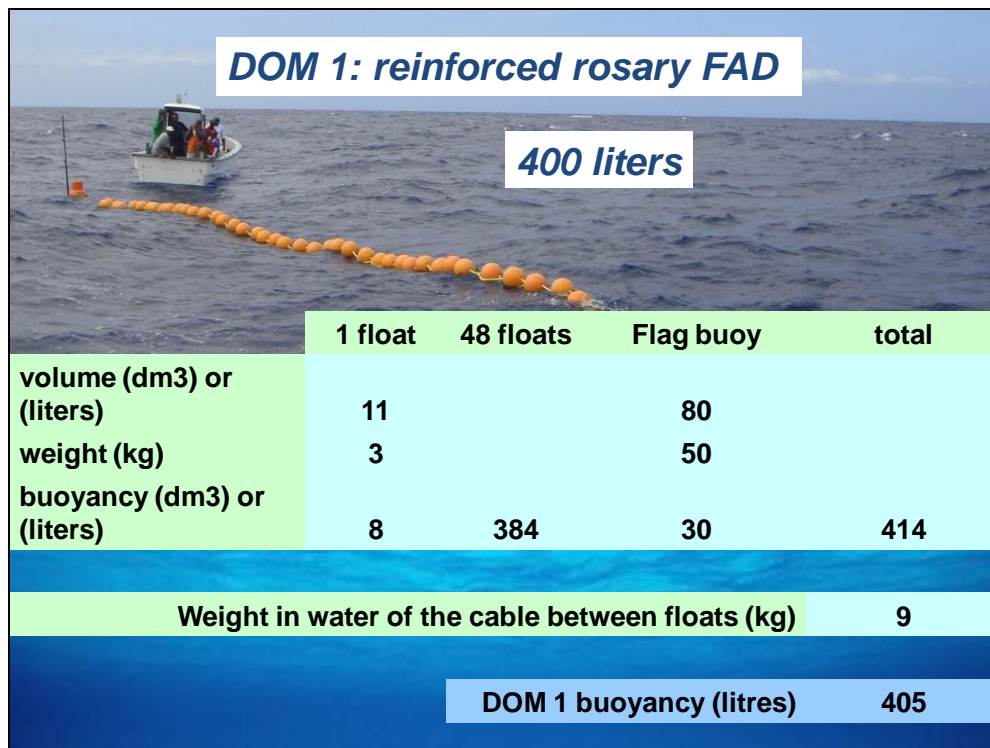 DOM 1: reinforced rosary FAD
400 liters
1 float 48 floats Flag buoy total
volume (dm3) or
(liters) 11 80
weight (kg) 3 50
buoyancy (dm3) or
(liters) 8 384 30 414
Weight in water of the cable between floats (kg) 9
DOM 1 buoyancy (litres) 405